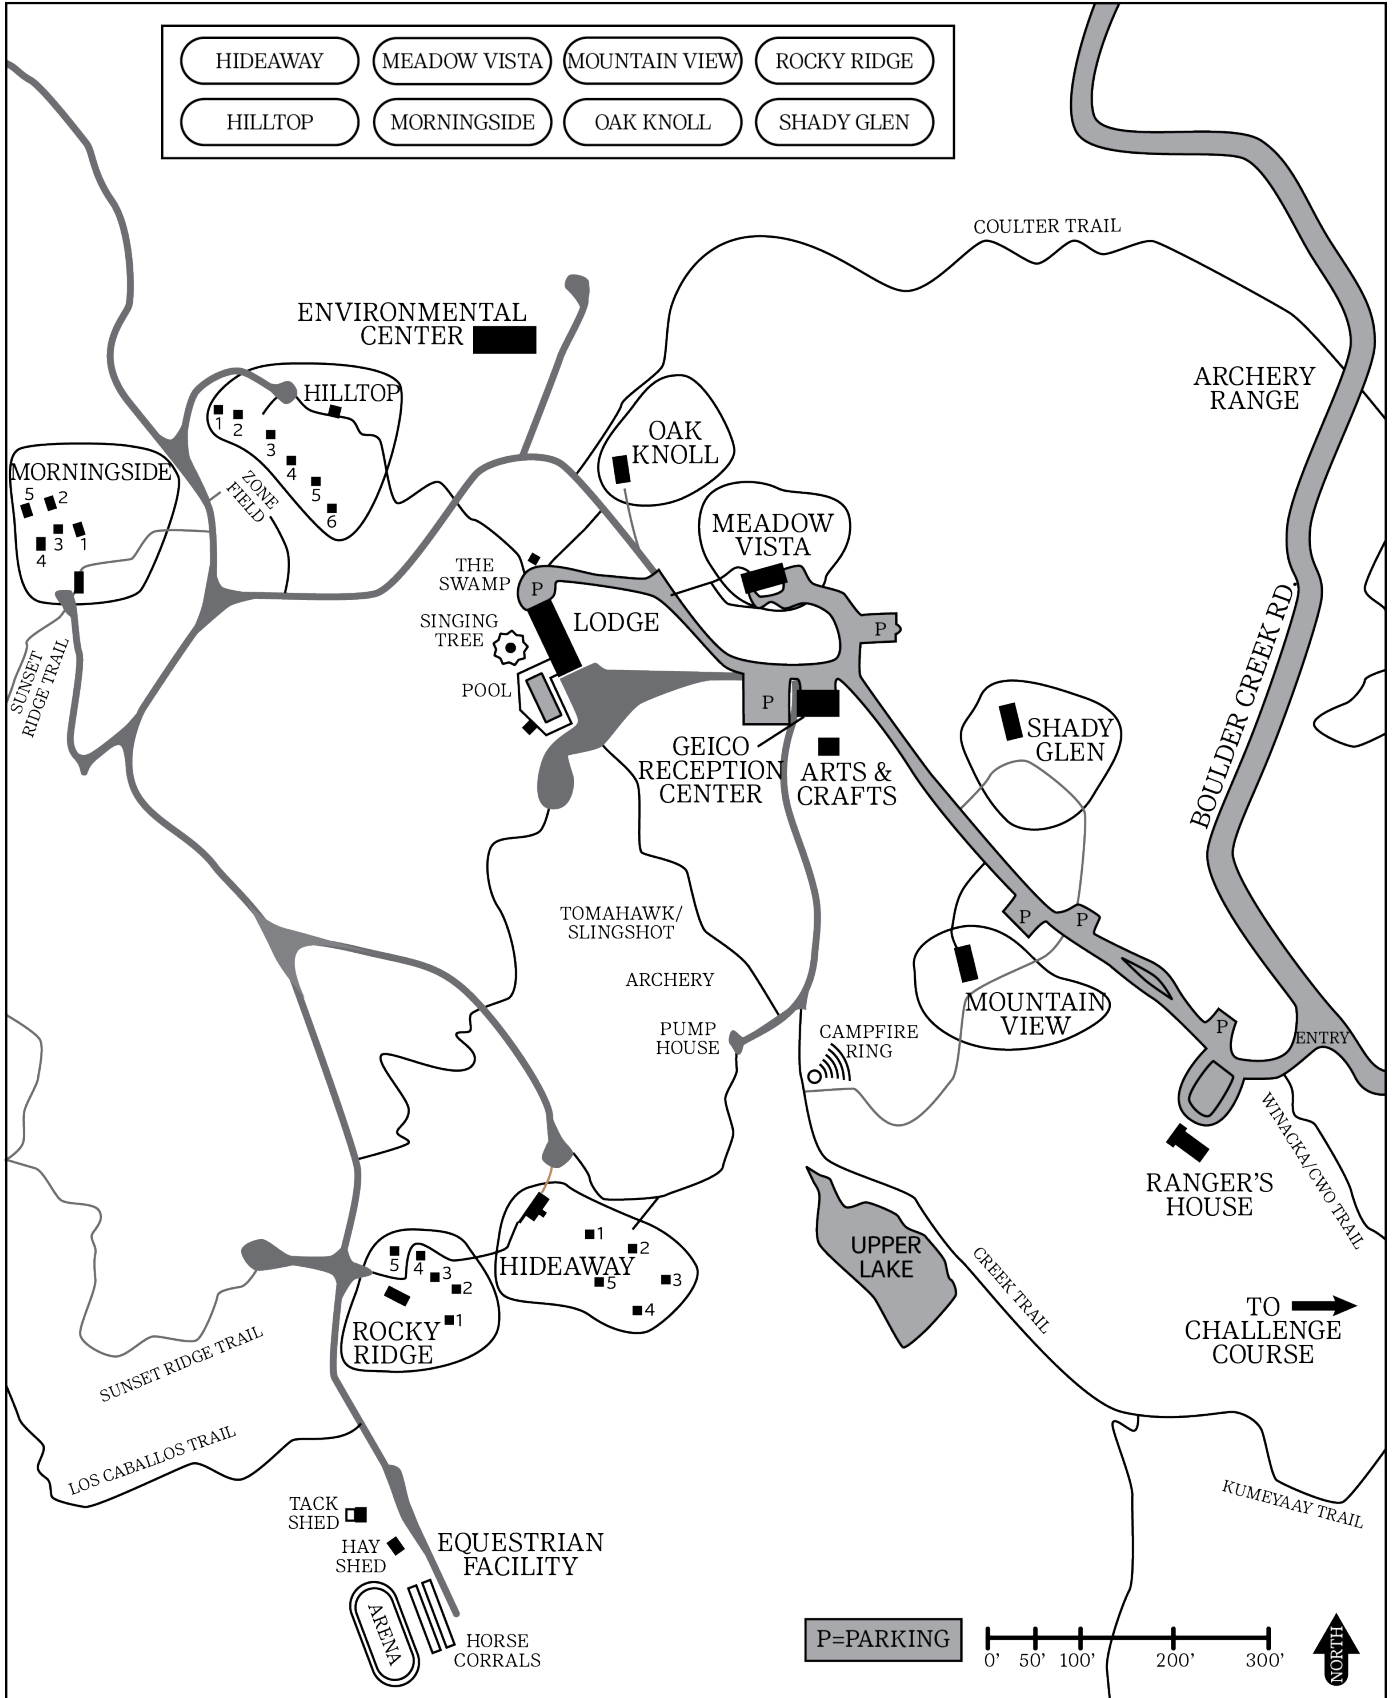 HIDEAWAY
MEADOW VISTA
MOUNTAIN VIEW
ROCKY RIDGE
HILLTOP
MORNINGSIDE
OAK KNOLL
SHADY GLEN
COULTER TRAIL
ENVIRONMENTAL
CENTER
ARCHERY
RANGE
HILLTOP
1
2
3
4
5
6
OAK
KNOLL
MORNINGSIDE
5
2
3
1
4
ZONE
FIELD
MEADOW
VISTA
THE
SWAMP
P
LODGE
SINGING
TREE
P
POOL
P
SUNSET
RIDGE TRAIL
BOULDER CREEK RD.
SHADY
GLEN
GEICO
RECEPTION
CENTER
ARTS &
CRAFTS
TOMAHAWK/
SLINGSHOT
P
P
ARCHERY
MOUNTAIN
VIEW
PUMP
HOUSE
CAMPFIRE
RING
P
ENTRY
WINACKA/CWO TRAIL
RANGER'S
HOUSE
HIDEAWAY
1
2
3
4
5
UPPER
LAKE
5
4
3
2
1
ROCKY
RIDGE
CREEK TRAIL
TO
CHALLENGE
COURSE
SUNSET RIDGE TRAIL
LOS CABALLOS TRAIL
KUMEYAAY TRAIL
TACK
SHED
HAY
SHED
EQUESTRIAN
FACILITY
ARENA
HORSE
CORRALS
P=PARKING
0' 50' 100' 200' 300'
NORTH